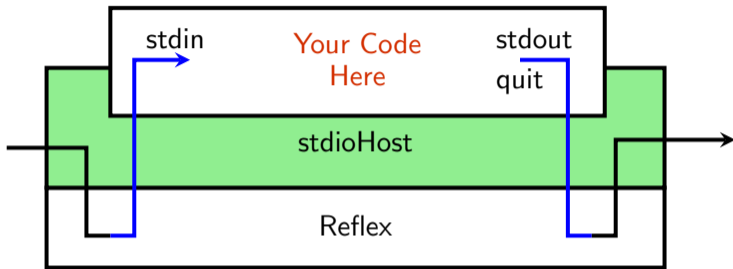 stdin
Your Code
Here
stdout
quit
stdioHost
Reflex